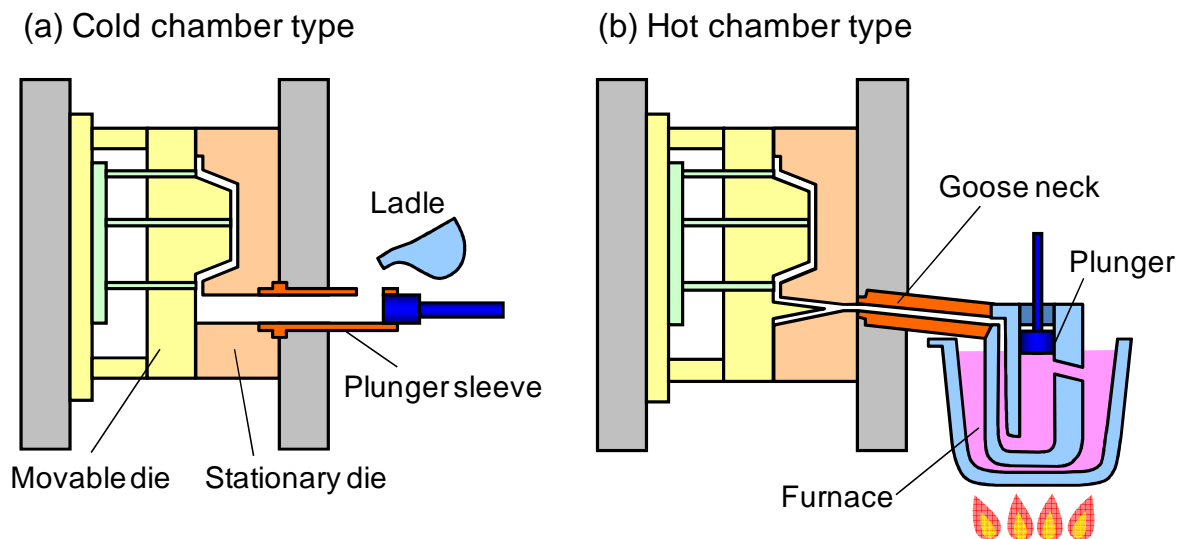 (a) Cold chamber type
(b) Hot chamber type
Ladle
Plunger sleeve
Movable die
Stationary die
Goose neck
Plunger
Furnace